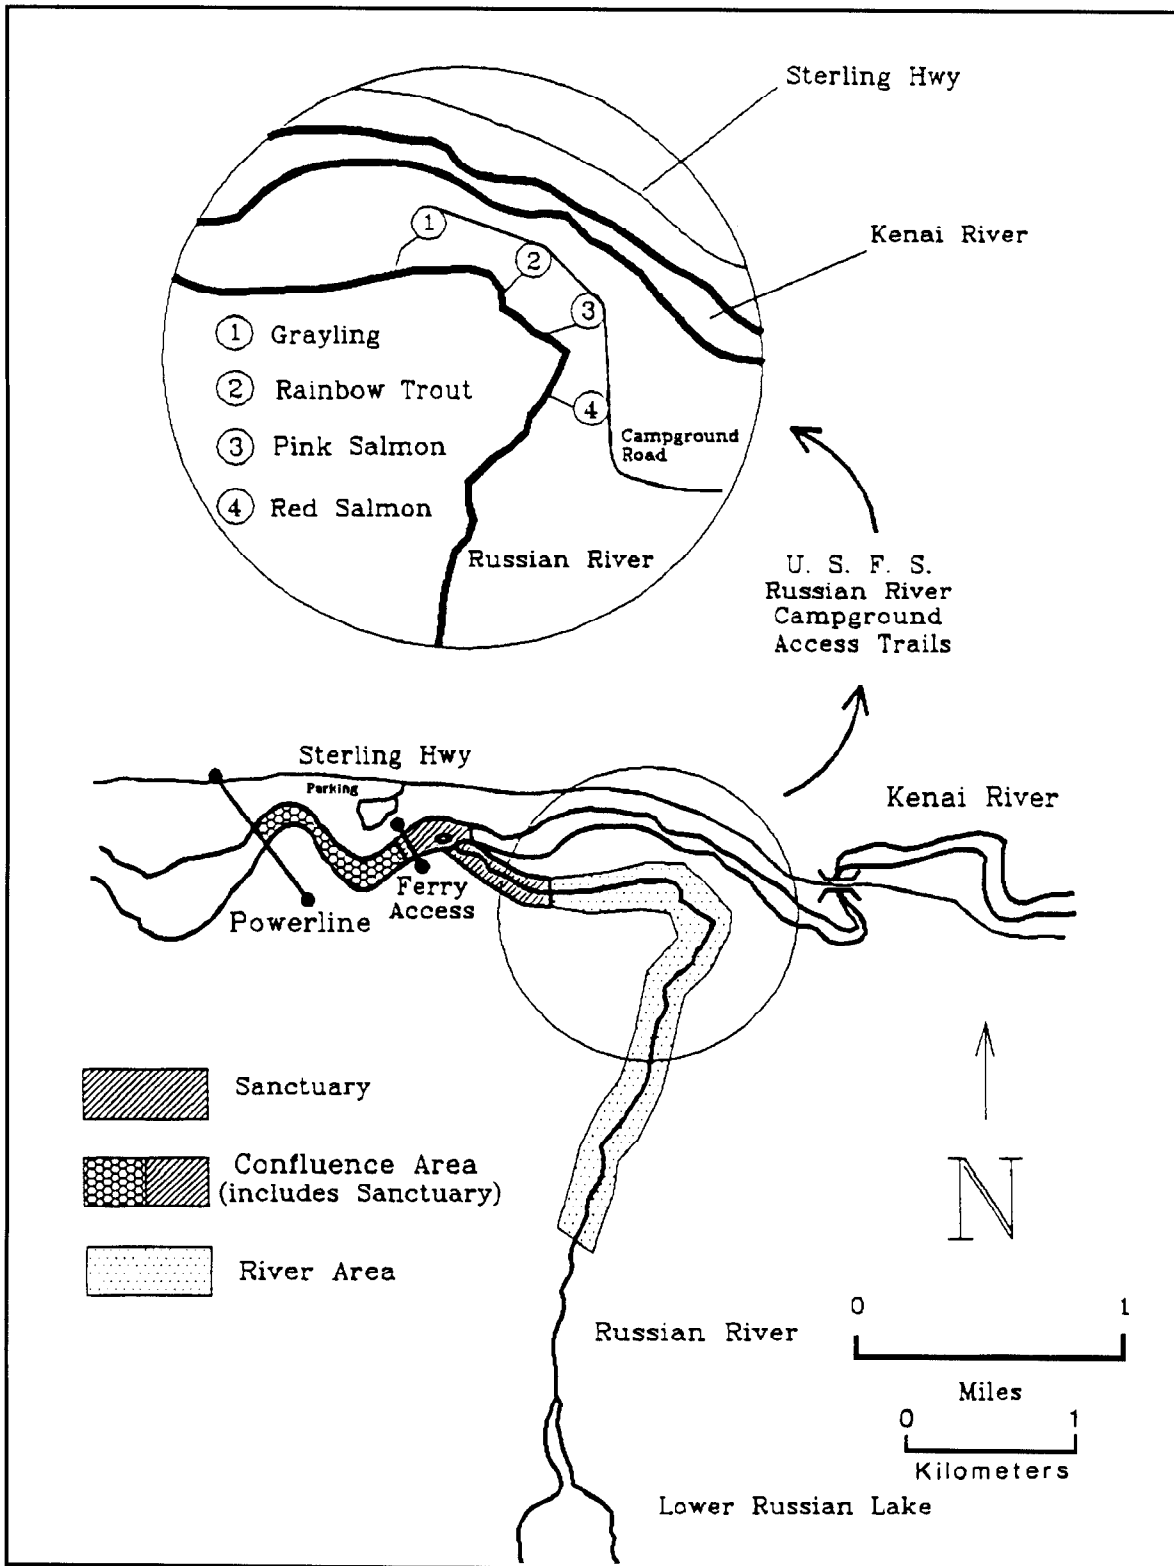 Sterling Hwy
Kenai River
1
2
3
4
1 Grayling
2 Rainbow Trout
3 Pink Salmon
4 Red Salmon
Campground
Road
Russian River
U. S. F. S.
Russian River
Campground
Access Trails
Sterling Hwy
Parking
Kenai River
Ferry
Access
Powerline
Sanctuary
Confluence Area
(includes Sanctuary)
River Area
N
Russian River
0 1
Miles
0 1
Kilometers
Lower Russian Lake